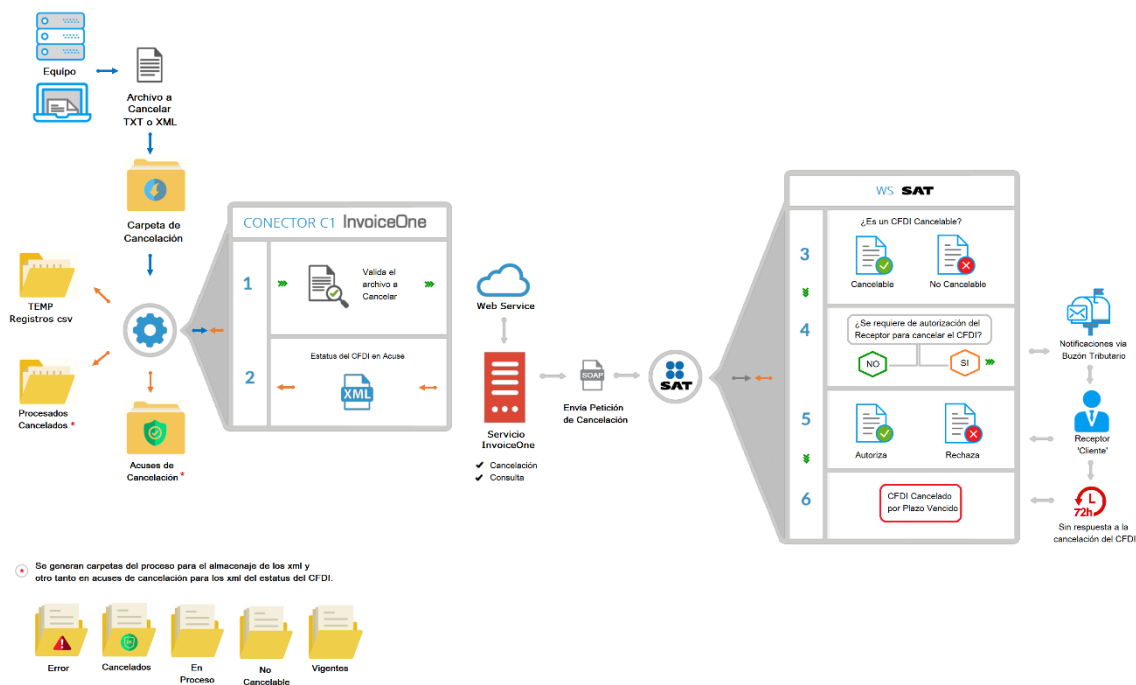 Equipo
Archivo a
Cancelar
TXT o XML
Carpeta de
Cancelación
TEMP
Registros csv
Procesados
Cancelados *
Acuses de
Cancelación *
CONECTOR C1 InvoiceOne
1
Valida el
archivo a
Cancelar
2
Estatus del CFDI en Acuse
XML
Web Service
Servicio
InvoiceOne
✔ Cancelación
✔ Consulta
SOAP
Envía Petición
de Cancelación
SAT
WS SAT
3
¿Es un CFDI Cancelable?
Cancelable
No Cancelable
4
¿Se requiere de autorización del
Receptor para cancelar el CFDI?
NO
SI
5
Autoriza
Rechaza
6
CFDI Cancelado
por Plazo Vencido
Notificaciones via
Buzón Tributario
Receptor
'Cliente'
72h
Sin respuesta a la
cancelación del CFDI
* Se generan carpetas del proceso para el almacenaje de los xml y
otro tanto en acuses de cancelación para los xml del estatus del CFDI.
Error
Cancelados
En
Proceso
No
Cancelable
Vigentes